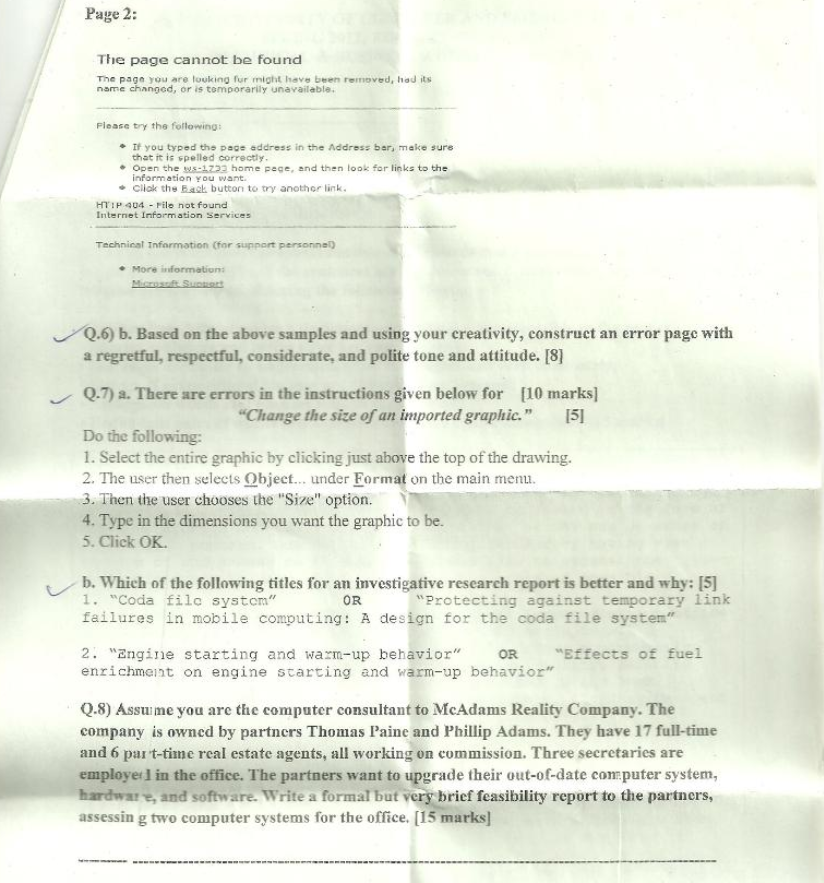 Page 2:
The page cannot be found
The page you are looking for might have been removed, had its
name changed, or is temporarily unavailable.
Please try the following:
• If you typed the page address in the Address bar, make sure
that it is spelled correctly.
• Open the ws-1733 home page, and then look for links to the
information you want.
• Click the Back button to try another link.
HTTP 404 - File not found
Internet Information Services
Technical Information (for support personnel)
• More information:
Microsoft Support
Q.6) b. Based on the above samples and using your creativity, construct an error page with
a regretful, respectful, considerate, and polite tone and attitude. [8]
Q.7) a. There are errors in the instructions given below for [10 marks]
"Change the size of an imported graphic." [5]
Do the following:
1. Select the entire graphic by clicking just above the top of the drawing.
2. The user then selects Object... under Format on the main menu.
3. Then the user chooses the "Size" option.
4. Type in the dimensions you want the graphic to be.
5. Click OK.
b. Which of the following titles for an investigative research report is better and why: [5]
1. "Coda file system" OR "Protecting against temporary link
failures in mobile computing: A design for the coda file system"
2. "Engine starting and warm-up behavior" OR "Effects of fuel
enrichment on engine starting and warm-up behavior"
Q.8) Assume you are the computer consultant to McAdams Reality Company. The
company is owned by partners Thomas Paine and Phillip Adams. They have 17 full-time
and 6 part-time real estate agents, all working on commission. Three secretaries are
employed in the office. The partners want to upgrade their out-of-date computer system,
hardware, and software. Write a formal but very brief feasibility report to the partners,
assessing two computer systems for the office. [15 marks]